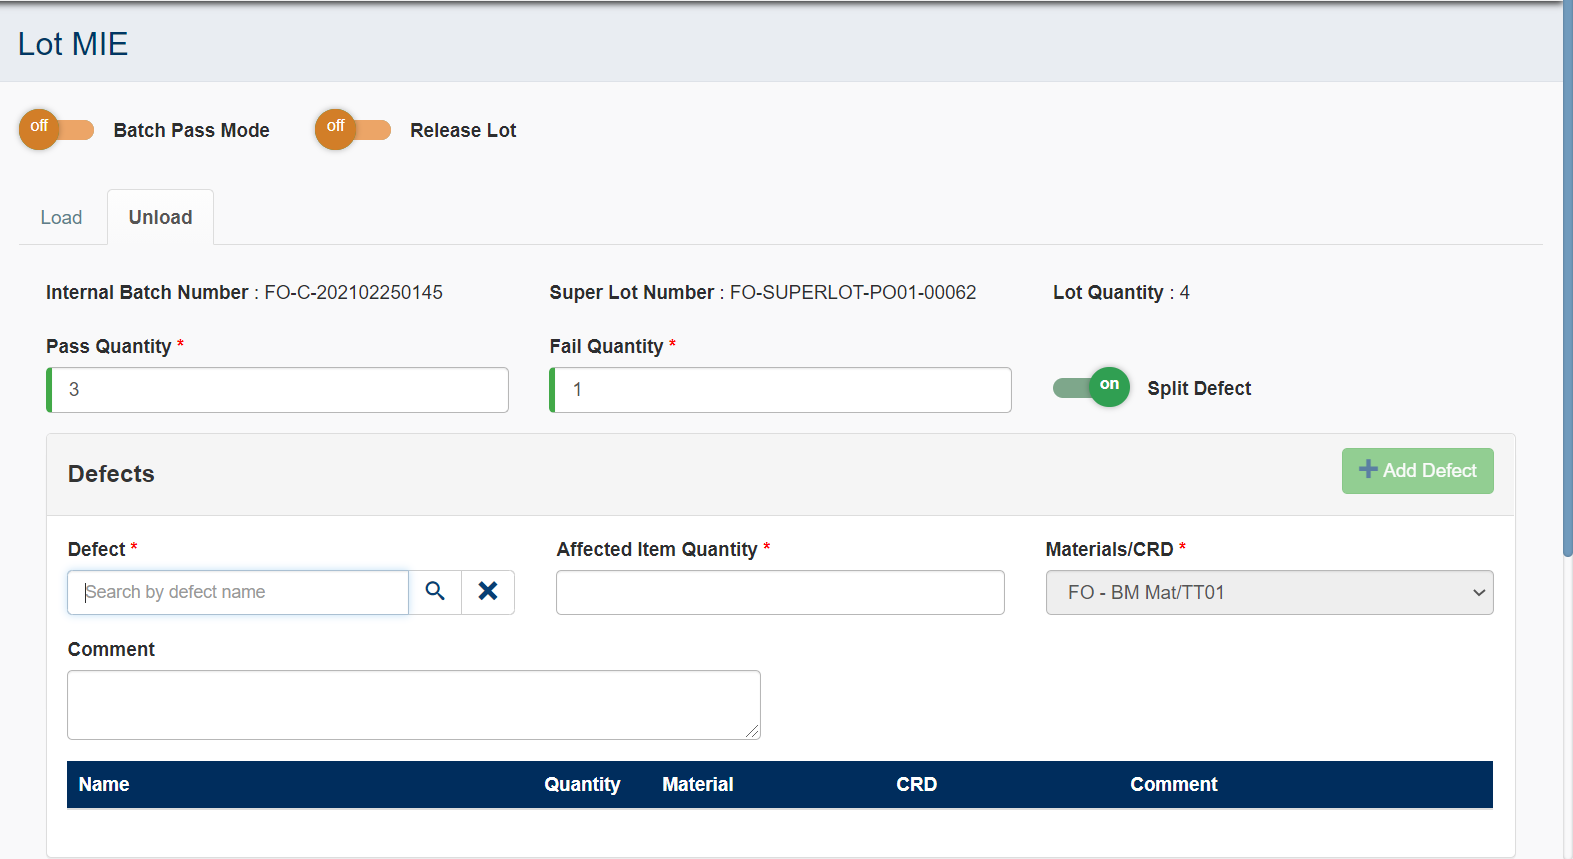 Lot MIE
off Batch Pass Mode off Release Lot
Load Unload
Internal Batch Number : FO-C-202102250145 Super Lot Number : FO-SUPERLOT-PO01-00062 Lot Quantity : 4
Pass Quantity * Fail Quantity *
3 1 on Split Defect
Defects + Add Defect
Defect * Affected Item Quantity * Materials/CRD *
Search by defect name FO - BM Mat/TT01
Comment
Name Quantity Material CRD Comment